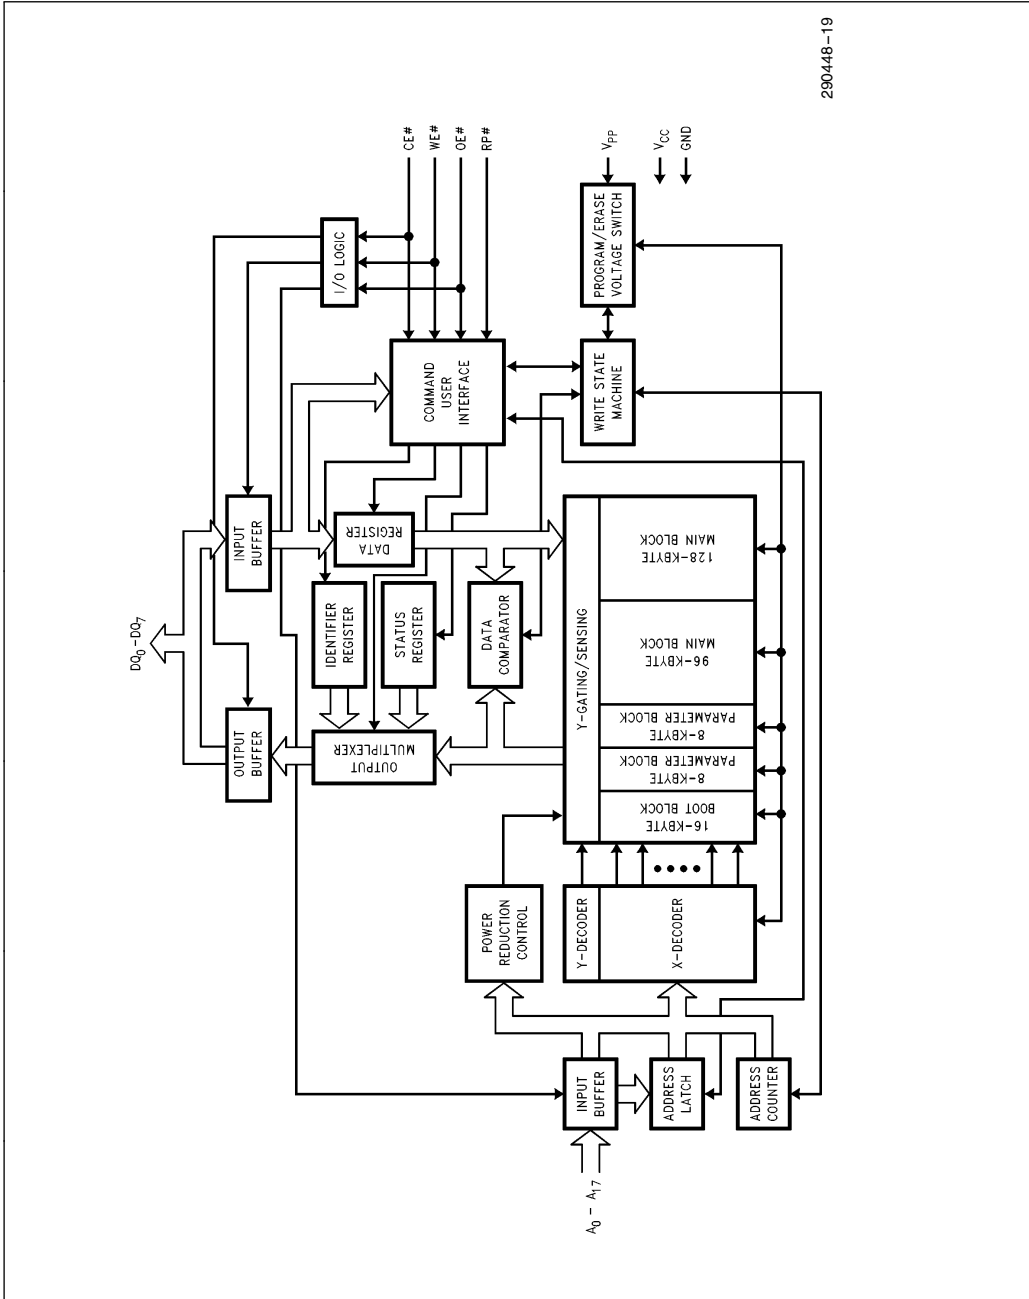 DQ0-DQ7
OUTPUT
BUFFER
INPUT
BUFFER
I/O LOGIC
CE#
WE#
OE#
RP#
IDENTIFIER
REGISTER
STATUS
REGISTER
DATA
REGISTER
COMMAND
USER
INTERFACE
OUTPUT
MULTIPLEXER
DATA
COMPARATOR
POWER
REDUCTION
CONTROL
INPUT
BUFFER
A0 - A17
ADDRESS
LATCH
ADDRESS
COUNTER
Y-DECODER
X-DECODER
Y-GATING/SENSING
16-KBYTE
BOOT BLOCK
8-KBYTE
PARAMETER BLOCK
8-KBYTE
PARAMETER BLOCK
96-KBYTE
MAIN BLOCK
128-KBYTE
MAIN BLOCK
WRITE STATE
MACHINE
PROGRAM/ERASE
VOLTAGE SWITCH
VPP
VCC
GND
290448-19